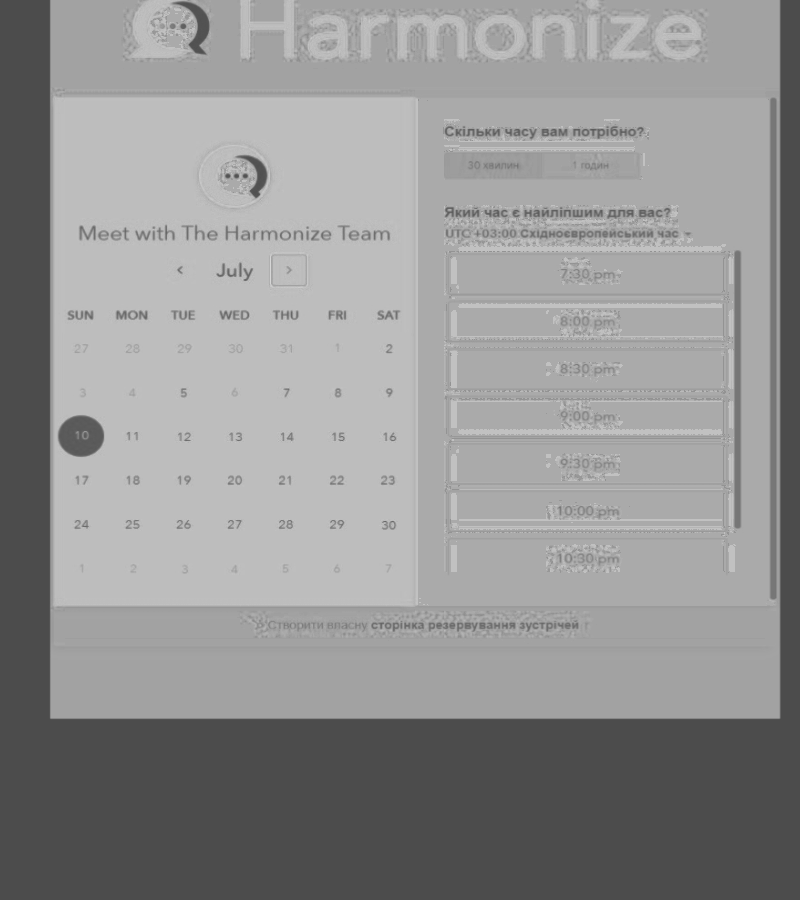 Harmonize
Meet with The Harmonize Team
July
SUN MON TUE WED THU FRI SAT
27 28 29 30 31 1 2
3 4 5 6 7 8 9
10 11 12 13 14 15 16
17 18 19 20 21 22 23
24 25 26 27 28 29 30
1 2 3 4 5 6 7
Скільки часу вам потрібно?
30 хвилин 1 годин
Який час є найліпшим для вас?
UTC +03:00 Східноєвропейський час
7:30 pm
8:00 pm
8:30 pm
9:00 pm
9:30 pm
10:00 pm
10:30 pm
Створити власну сторінка резервування зустрічей